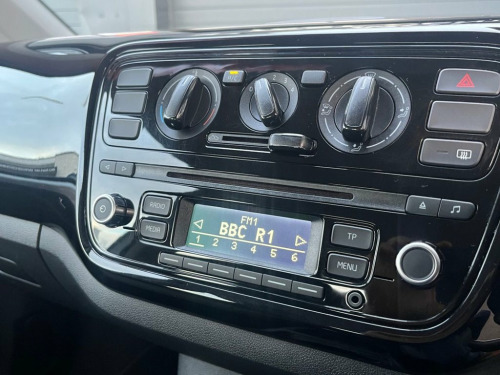 A/C
P
RADIO
MEDIA
FM1
BBC R1
1 2 3 4 5 6
TP
MENU